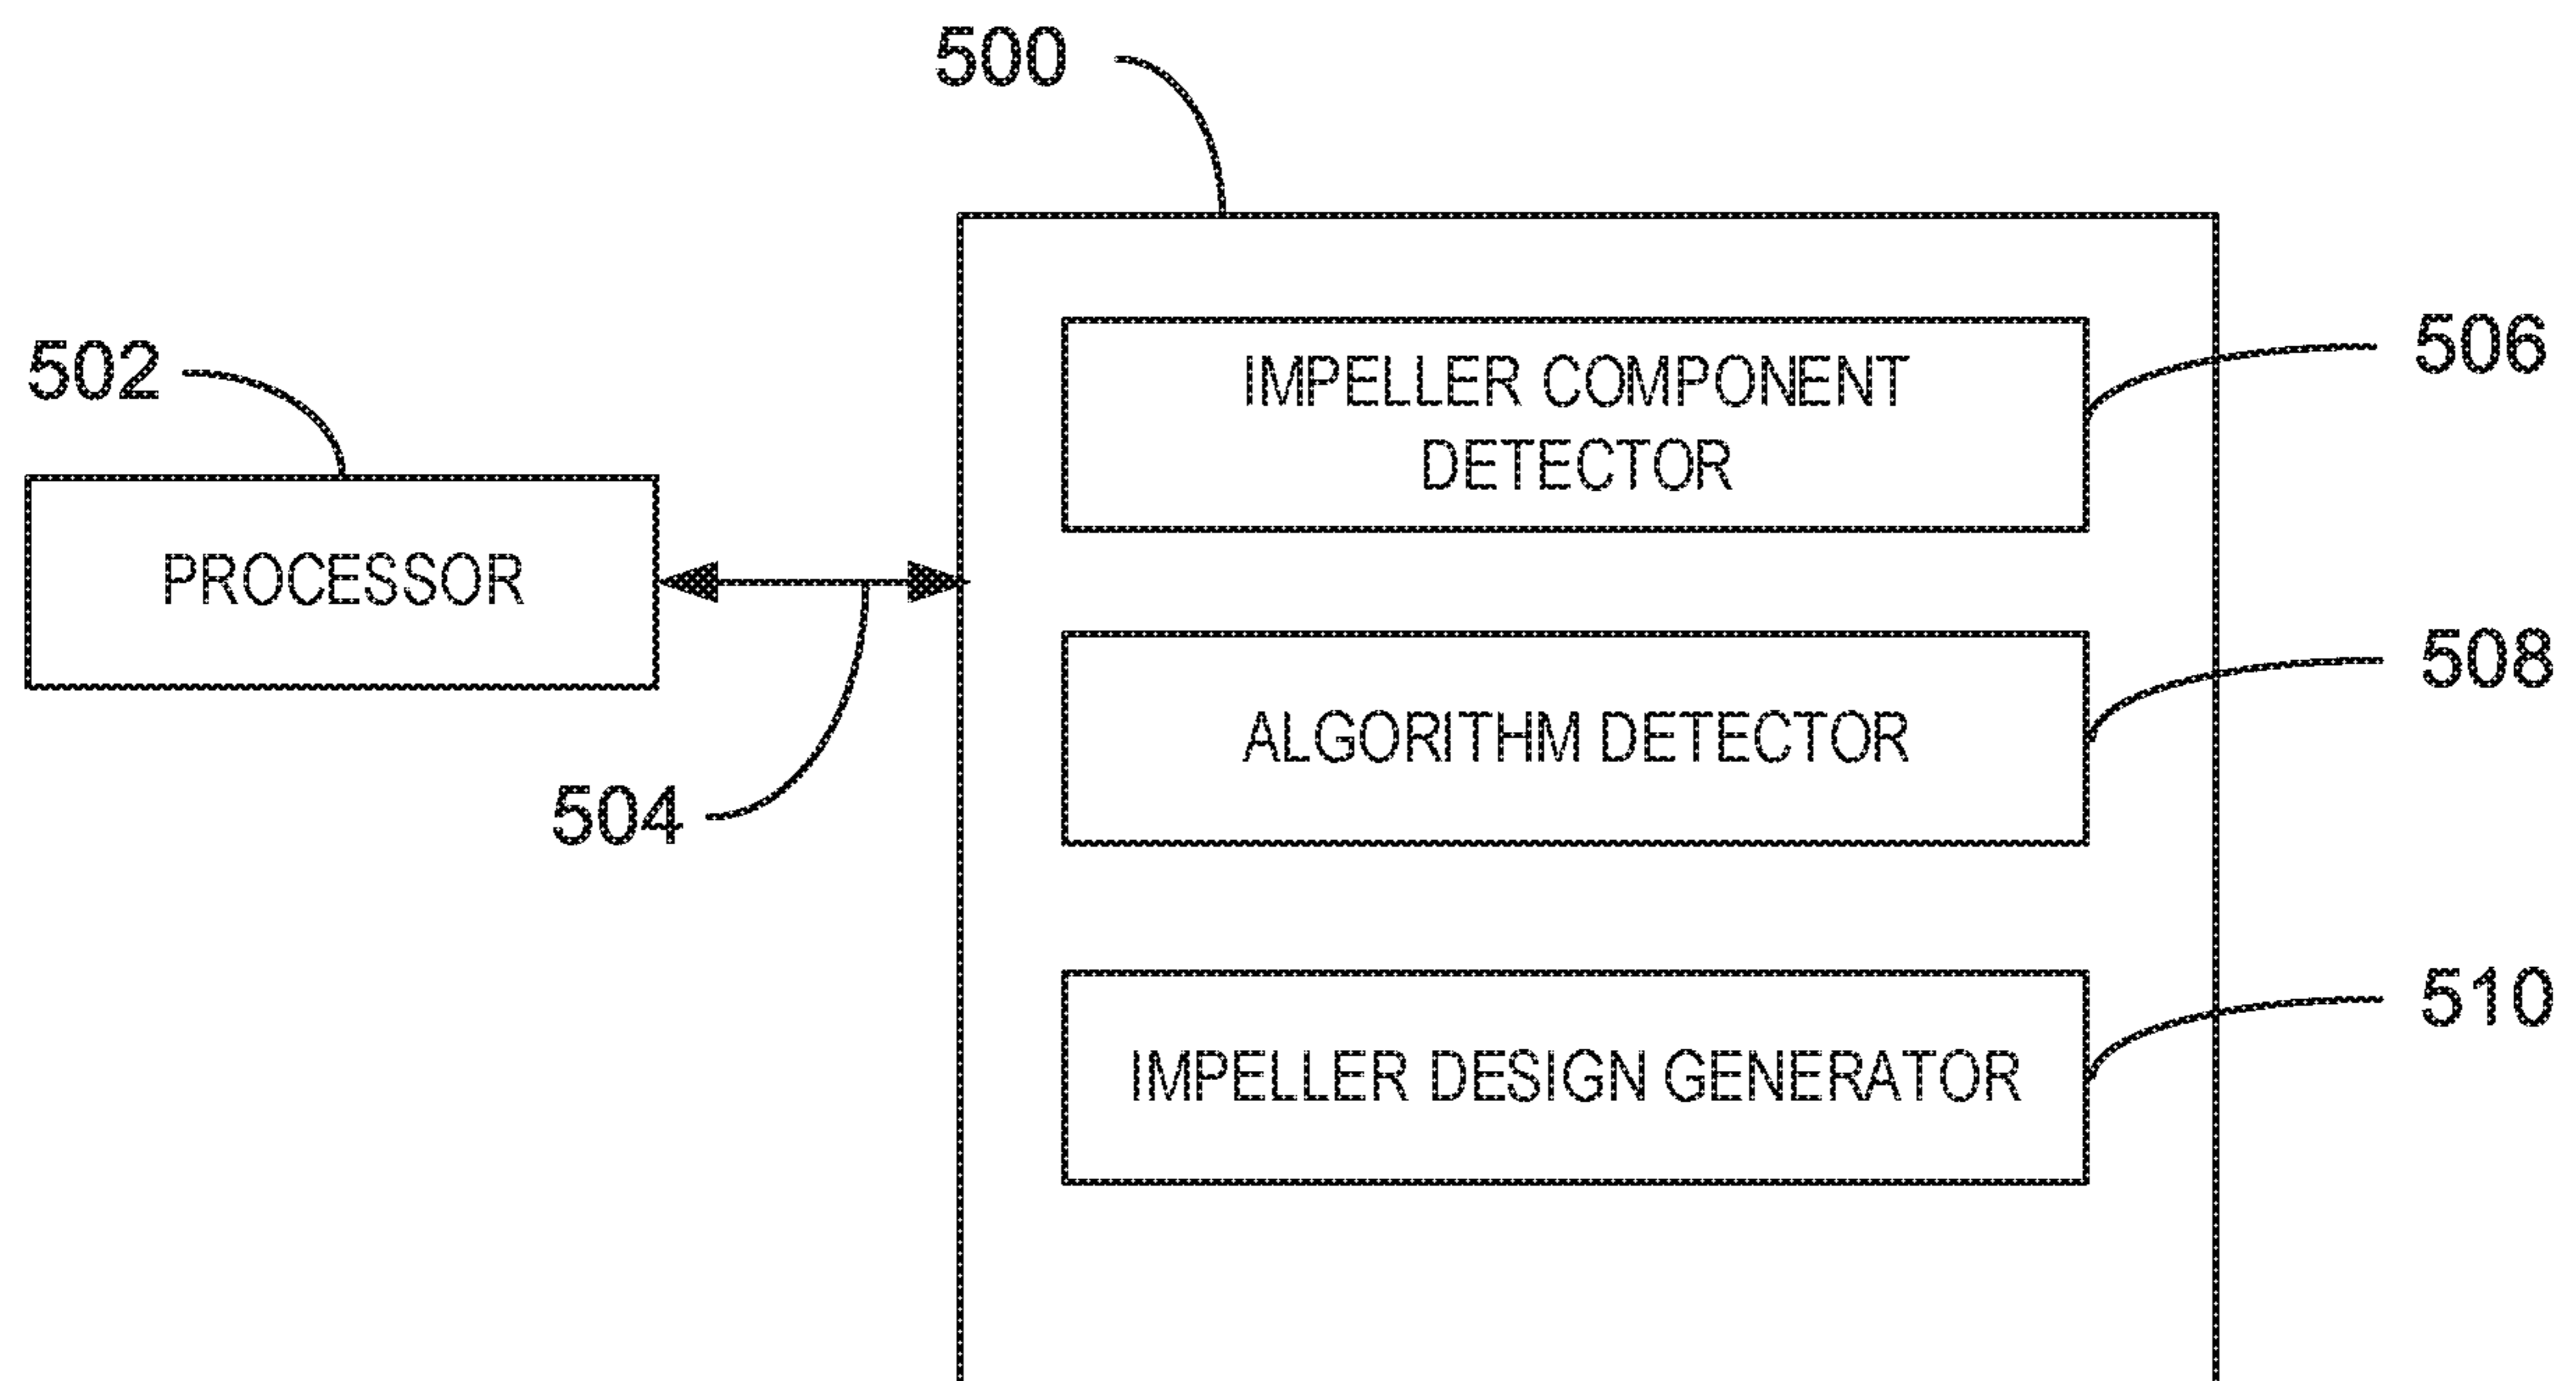 500
502
PROCESSOR
504
IMPELLER COMPONENT
DETECTOR
506
ALGORITHM DETECTOR
508
IMPELLER DESIGN GENERATOR
510